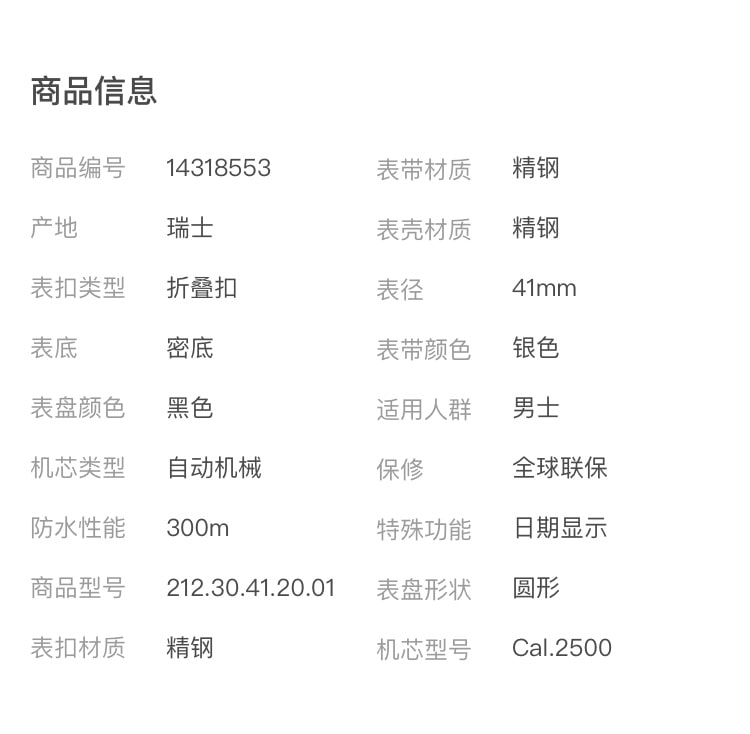 商品信息
商品编号 14318553 表带材质 精钢
产地 瑞士 表壳材质 精钢
表扣类型 折叠扣 表径 41mm
表底 密底 表带颜色 银色
表盘颜色 黑色 适用人群 男士
机芯类型 自动机械 保修 全球联保
防水性能 300m 特殊功能 日期显示
商品型号 212.30.41.20.01 表盘形状 圆形
表扣材质 精钢 机芯型号 Cal.2500